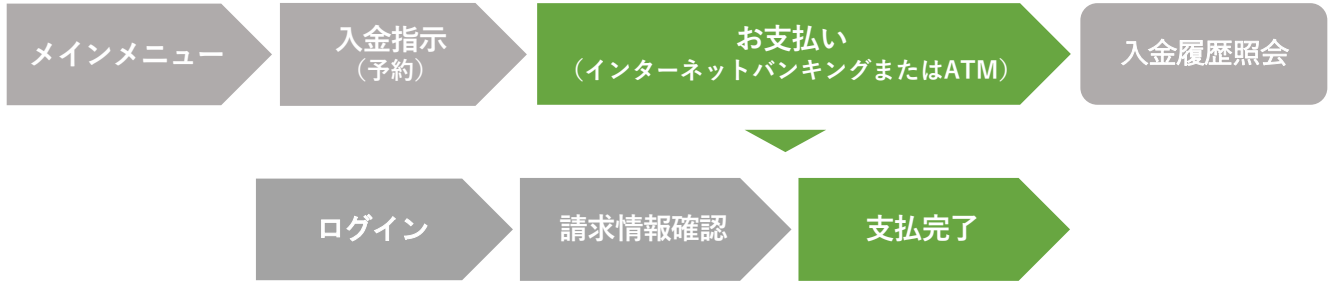 メインメニュー
入金指示
（予約）
お支払い
（インターネットバンキングまたはATM）
入金履歴照会
ログイン
請求情報確認
支払完了